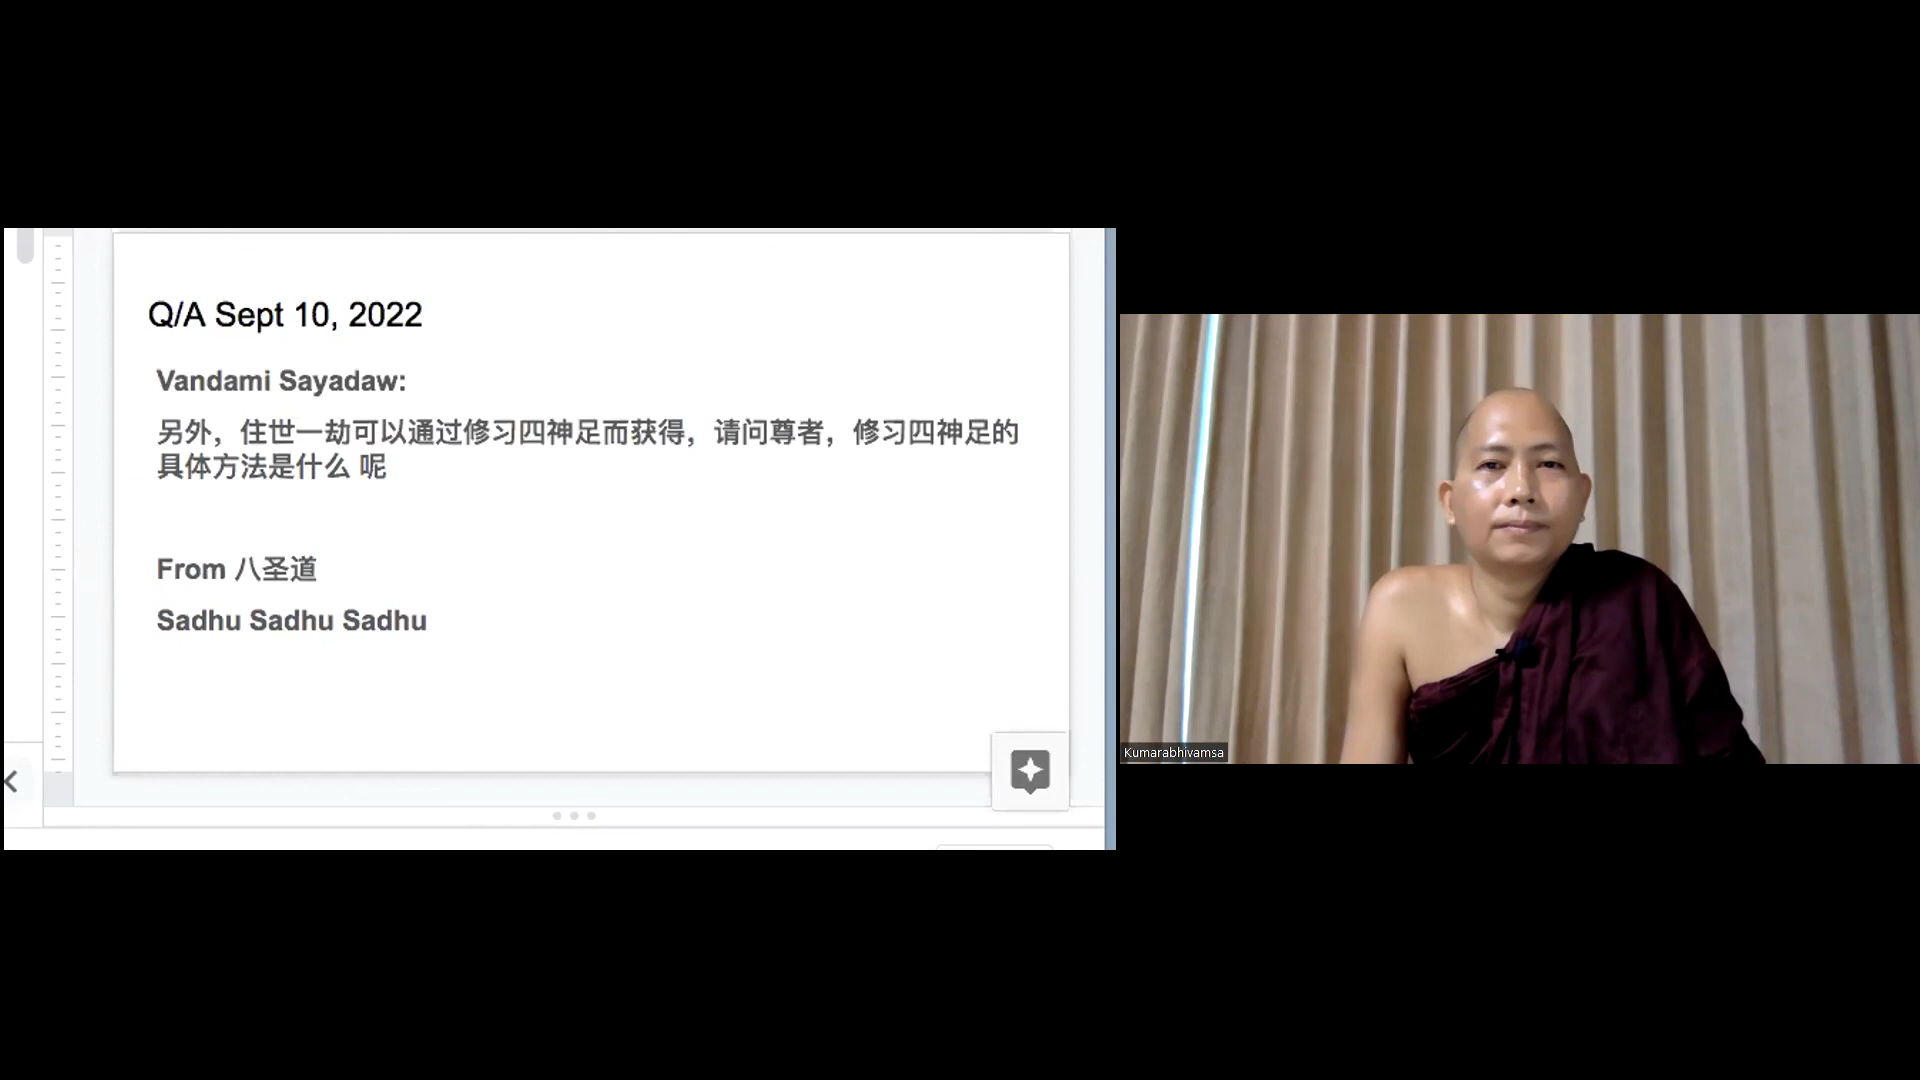 Q/A Sept 10, 2022
Vandami Sayadaw:
另外，住世一劫可以通过修习四神足而获得，请问尊者，修习四神足的
具体方法是什么 呢
From 八圣道
Sadhu Sadhu Sadhu
Kumarabhivamsa